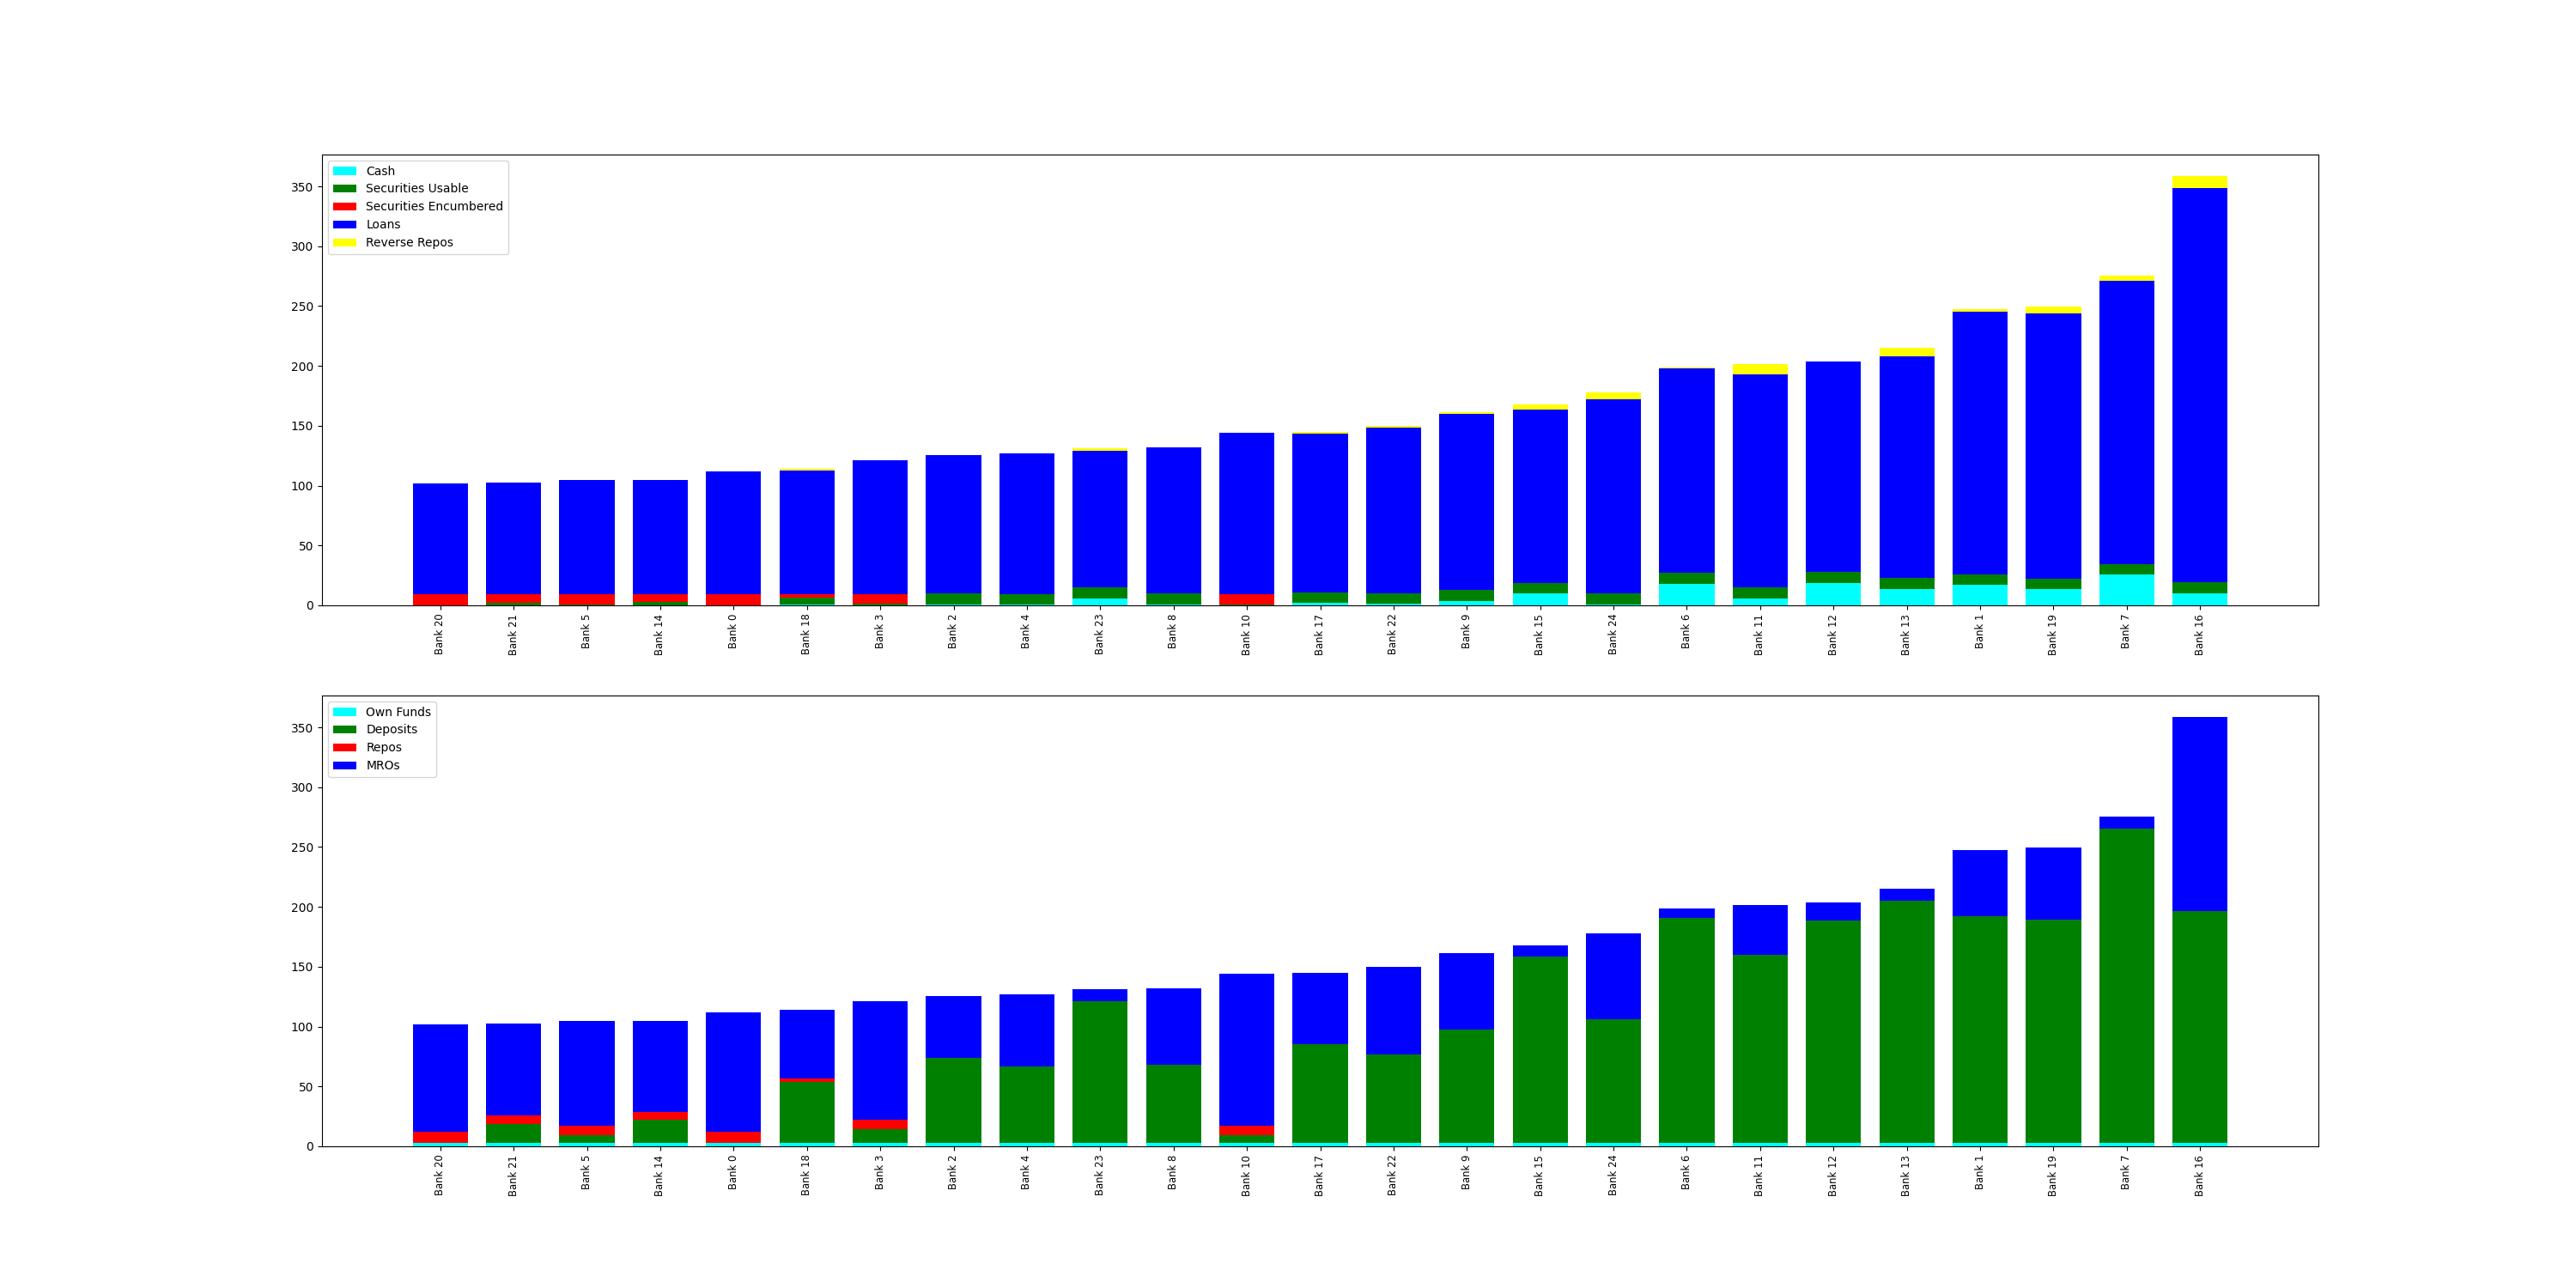 Cash
Securities Usable
Securities Encumbered
Loans
Reverse Repos
350
300
250
200
150
100
50
0
Bank 20
Bank 21
Bank 5
Bank 14
Bank 0
Bank 18
Bank 3
Bank 2
Bank 4
Bank 23
Bank 8
Bank 10
Bank 17
Bank 22
Bank 9
Bank 15
Bank 24
Bank 6
Bank 11
Bank 12
Bank 13
Bank 1
Bank 19
Bank 7
Bank 16
Own Funds
Deposits
Repos
MROs
350
300
250
200
150
100
50
0
Bank 20
Bank 21
Bank 5
Bank 14
Bank 0
Bank 18
Bank 3
Bank 2
Bank 4
Bank 23
Bank 8
Bank 10
Bank 17
Bank 22
Bank 9
Bank 15
Bank 24
Bank 6
Bank 11
Bank 12
Bank 13
Bank 1
Bank 19
Bank 7
Bank 16